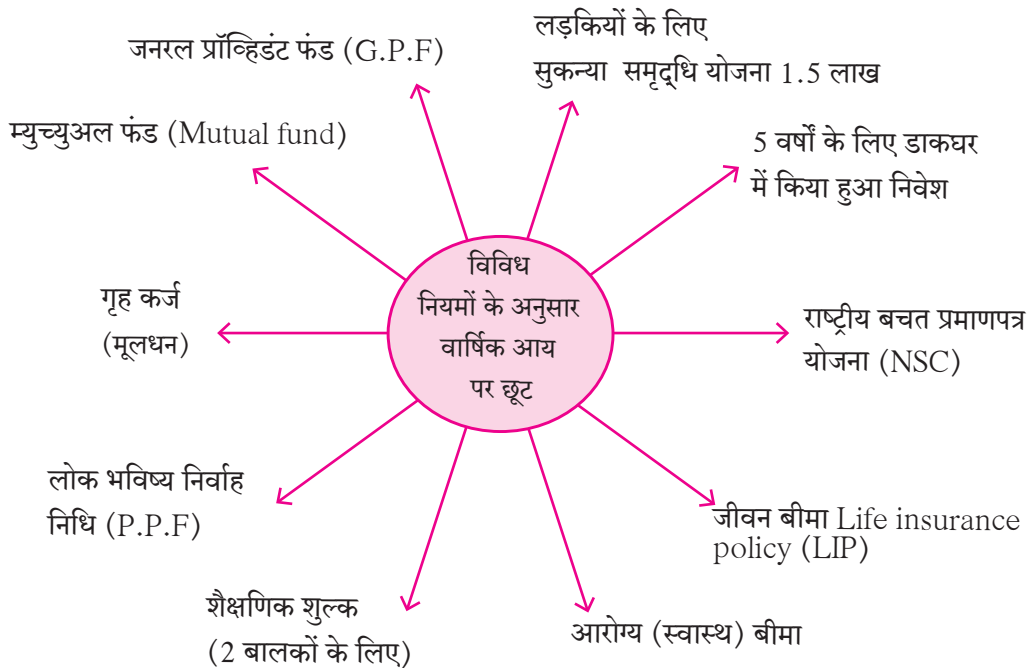 जनरल प्रॉव्हिडंट फंड (G.P.F)
लड़कियों के लिए
सुकन्या समृद्‌धि योजना 1.5 लाख
म्युच्युअल फंड (Mutual fund)
5 वर्षों के लिए डाकघर
में किया हुआ निवेश
विविध
नियमों के अनुसार
वार्षिक आय
पर छूट
गृह कर्ज
(मूलधन)
राष्ट्रीय बचत प्रमाणपत्र
योजना (NSC)
लोक भविष्य निर्वाह
निधि (P.P.F)
जीवन बीमा Life insurance
policy (LIP)
शैक्षणिक शुल्क
(2 बालकों के लिए)
आरोग्य (स्वास्थ) बीमा